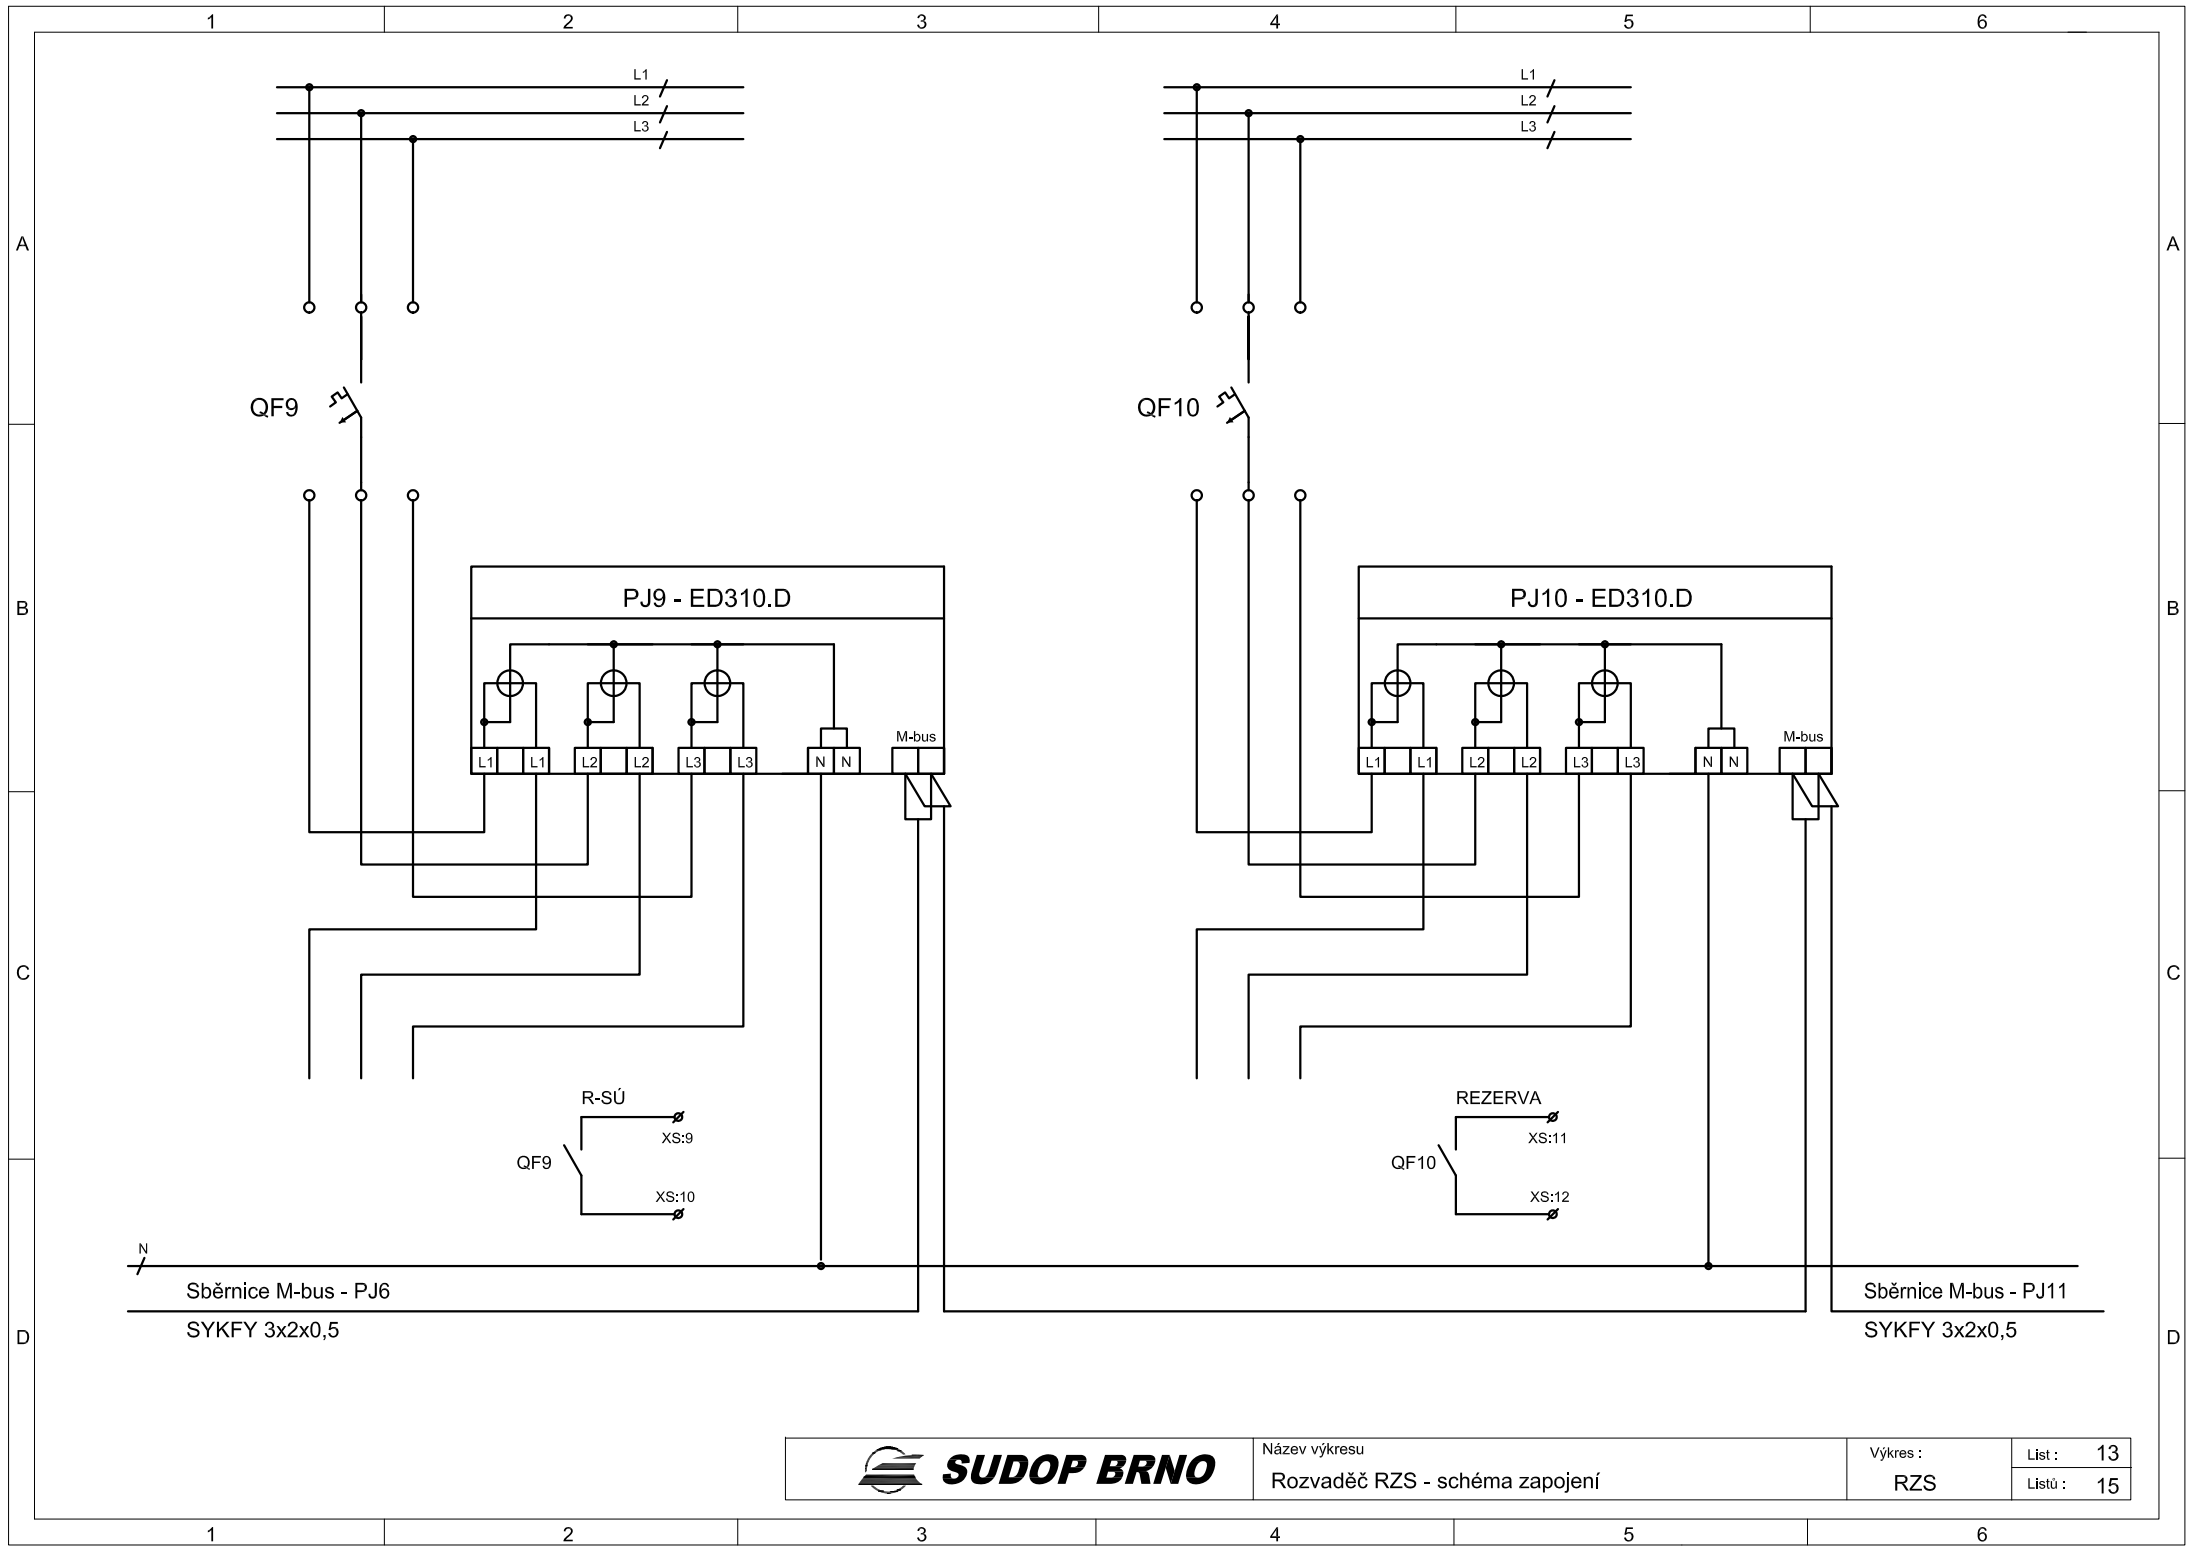 1 2 3 4 5 6
L1 L1
L2 L2
L3 L3
A A
QF9 QF10
PJ9 - ED310.D PJ10 - ED310.D
B B
M-bus M-bus
L1 L1 L2 L2 L3 L3 N N L1 L1 L2 L2 L3 L3 N N
C C
R-SÚ REZERVA
XS:9 XS:11
QF9 QF10
XS:10 XS:12
N
Sběrnice M-bus - PJ6 Sběrnice M-bus - PJ11
SYKFY 3x2x0,5 SYKFY 3x2x0,5
D D
SUDOP BRNO
Název výkresu
Rozvaděč RZS - schéma zapojení
Výkres :
RZS
List : 13
Listů : 15
1 2 3 4 5 6